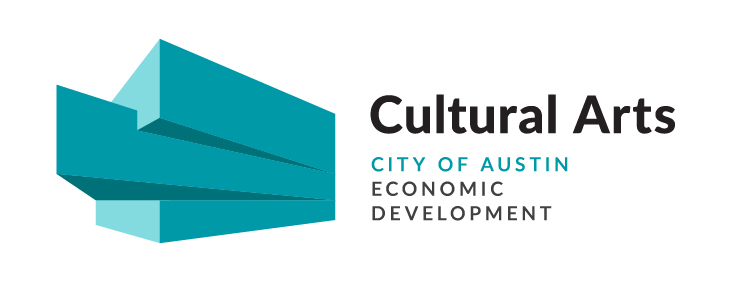 Cultural Arts
CITY OF AUSTIN
ECONOMIC
DEVELOPMENT